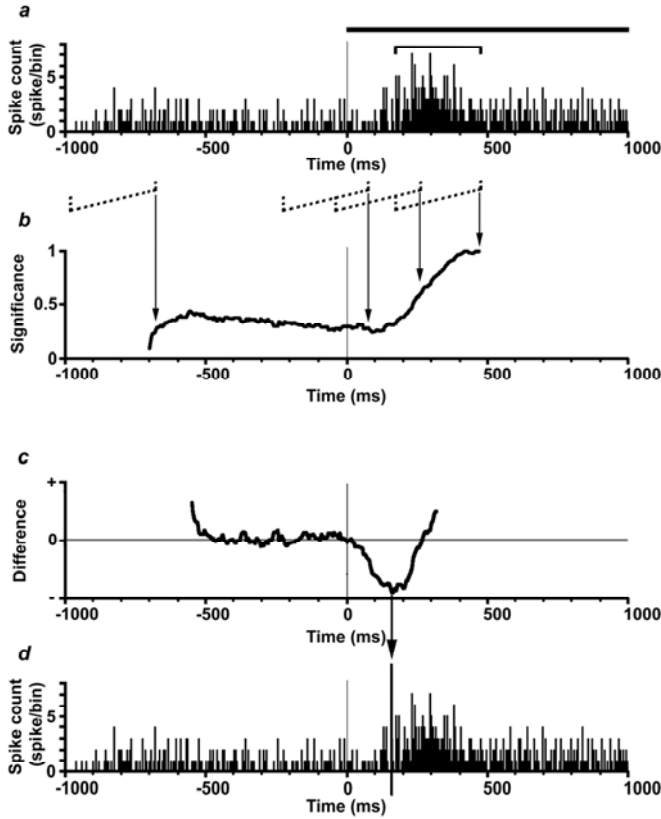 a
Spike count
(spike/bin)
5
0
-1000 -500 0 500 1000
Time (ms)
b
Significance
1
0.5
0
-1000 -500 0 500 1000
Time (ms)
c
Difference
+
0
-
-1000 -500 0 500 1000
Time (ms)
d
Spike count
(spike/bin)
5
0
-1000 -500 0 500 1000
Time (ms)